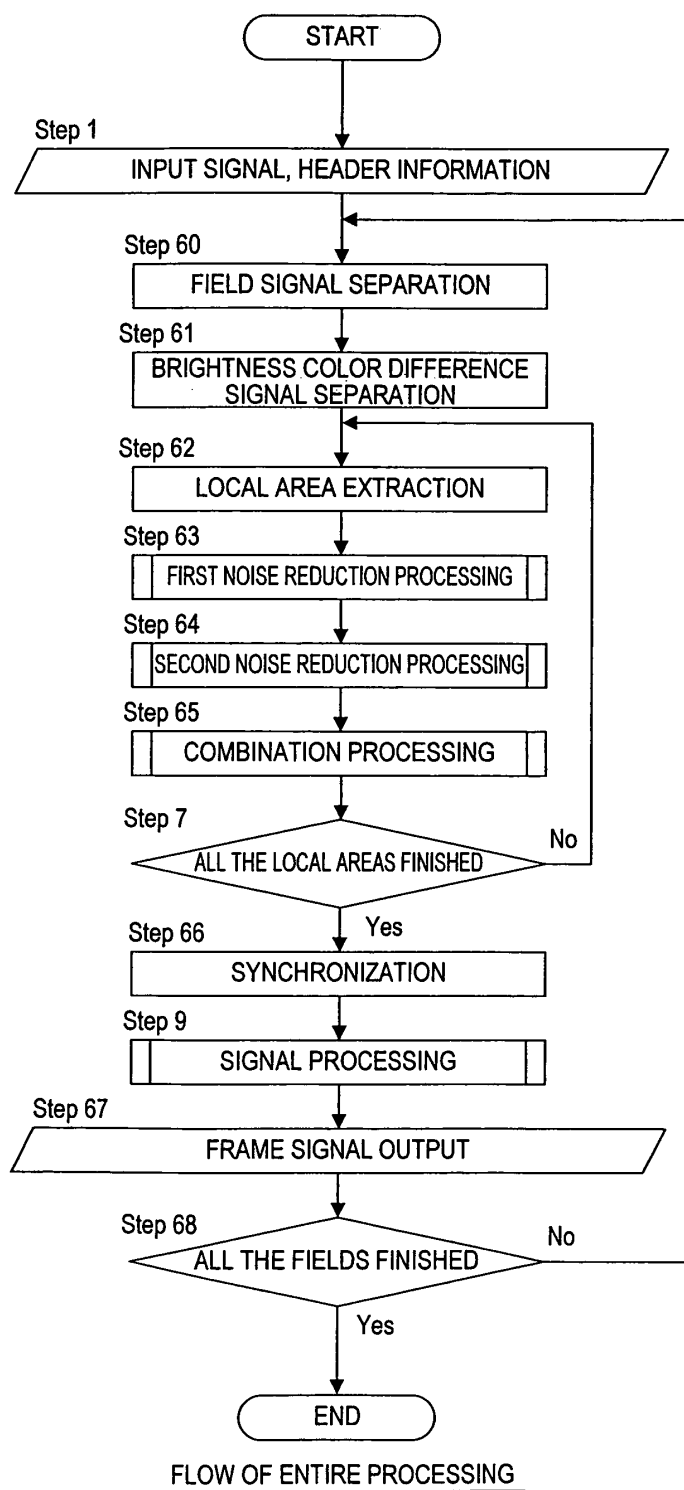 START
Step 1
INPUT SIGNAL, HEADER INFORMATION
Step 60
FIELD SIGNAL SEPARATION
Step 61
BRIGHTNESS COLOR DIFFERENCE
SIGNAL SEPARATION
Step 62
LOCAL AREA EXTRACTION
Step 63
FIRST NOISE REDUCTION PROCESSING
Step 64
SECOND NOISE REDUCTION PROCESSING
Step 65
COMBINATION PROCESSING
Step 7
ALL THE LOCAL AREAS FINISHED
No
Yes
Step 66
SYNCHRONIZATION
Step 9
SIGNAL PROCESSING
Step 67
FRAME SIGNAL OUTPUT
Step 68
ALL THE FIELDS FINISHED
No
Yes
END
FLOW OF ENTIRE PROCESSING